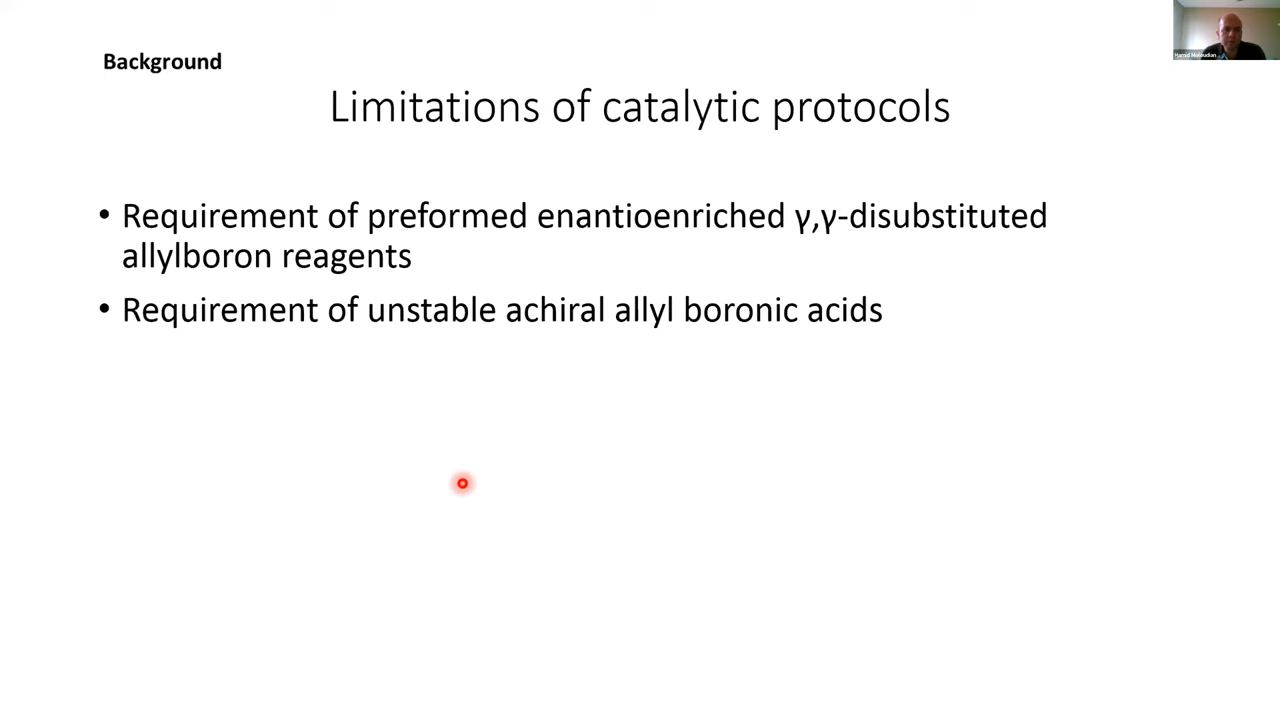 Background
Limitations of catalytic protocols
• Requirement of preformed enantioenriched γ,γ-disubstituted
allylboron reagents
• Requirement of unstable achiral allyl boronic acids